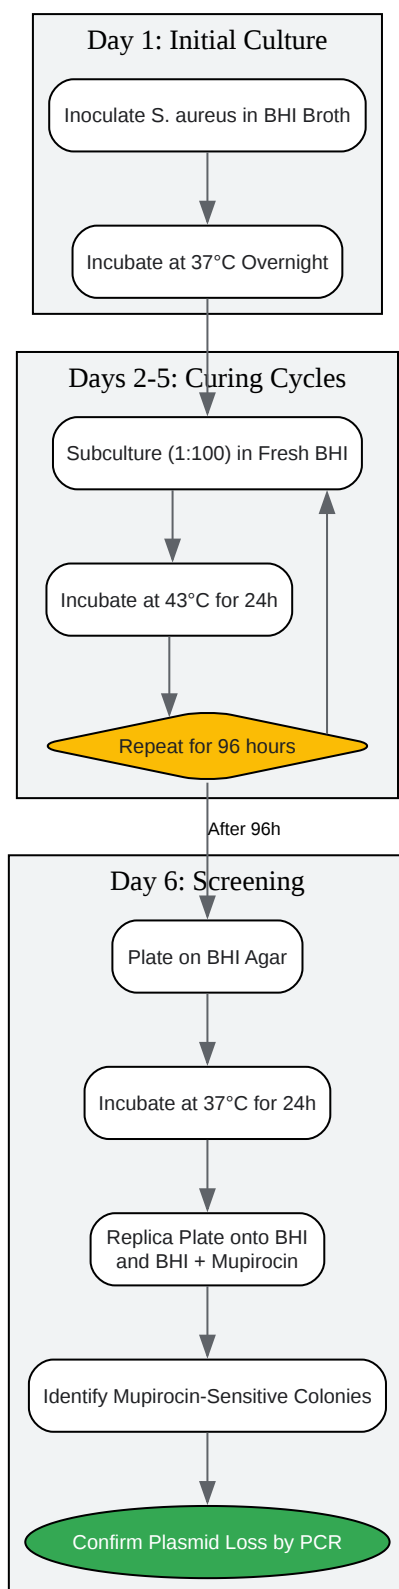 Day 1: Initial Culture
Inoculate S. aureus in BHI Broth
Incubate at 37°C Overnight
Days 2-5: Curing Cycles
Subculture (1:100) in Fresh BHI
Incubate at 43°C for 24h
Repeat for 96 hours
After 96h
Day 6: Screening
Plate on BHI Agar
Incubate at 37°C for 24h
Replica Plate onto BHI
and BHI + Mupirocin
Identify Mupirocin-Sensitive Colonies
Confirm Plasmid Loss by PCR